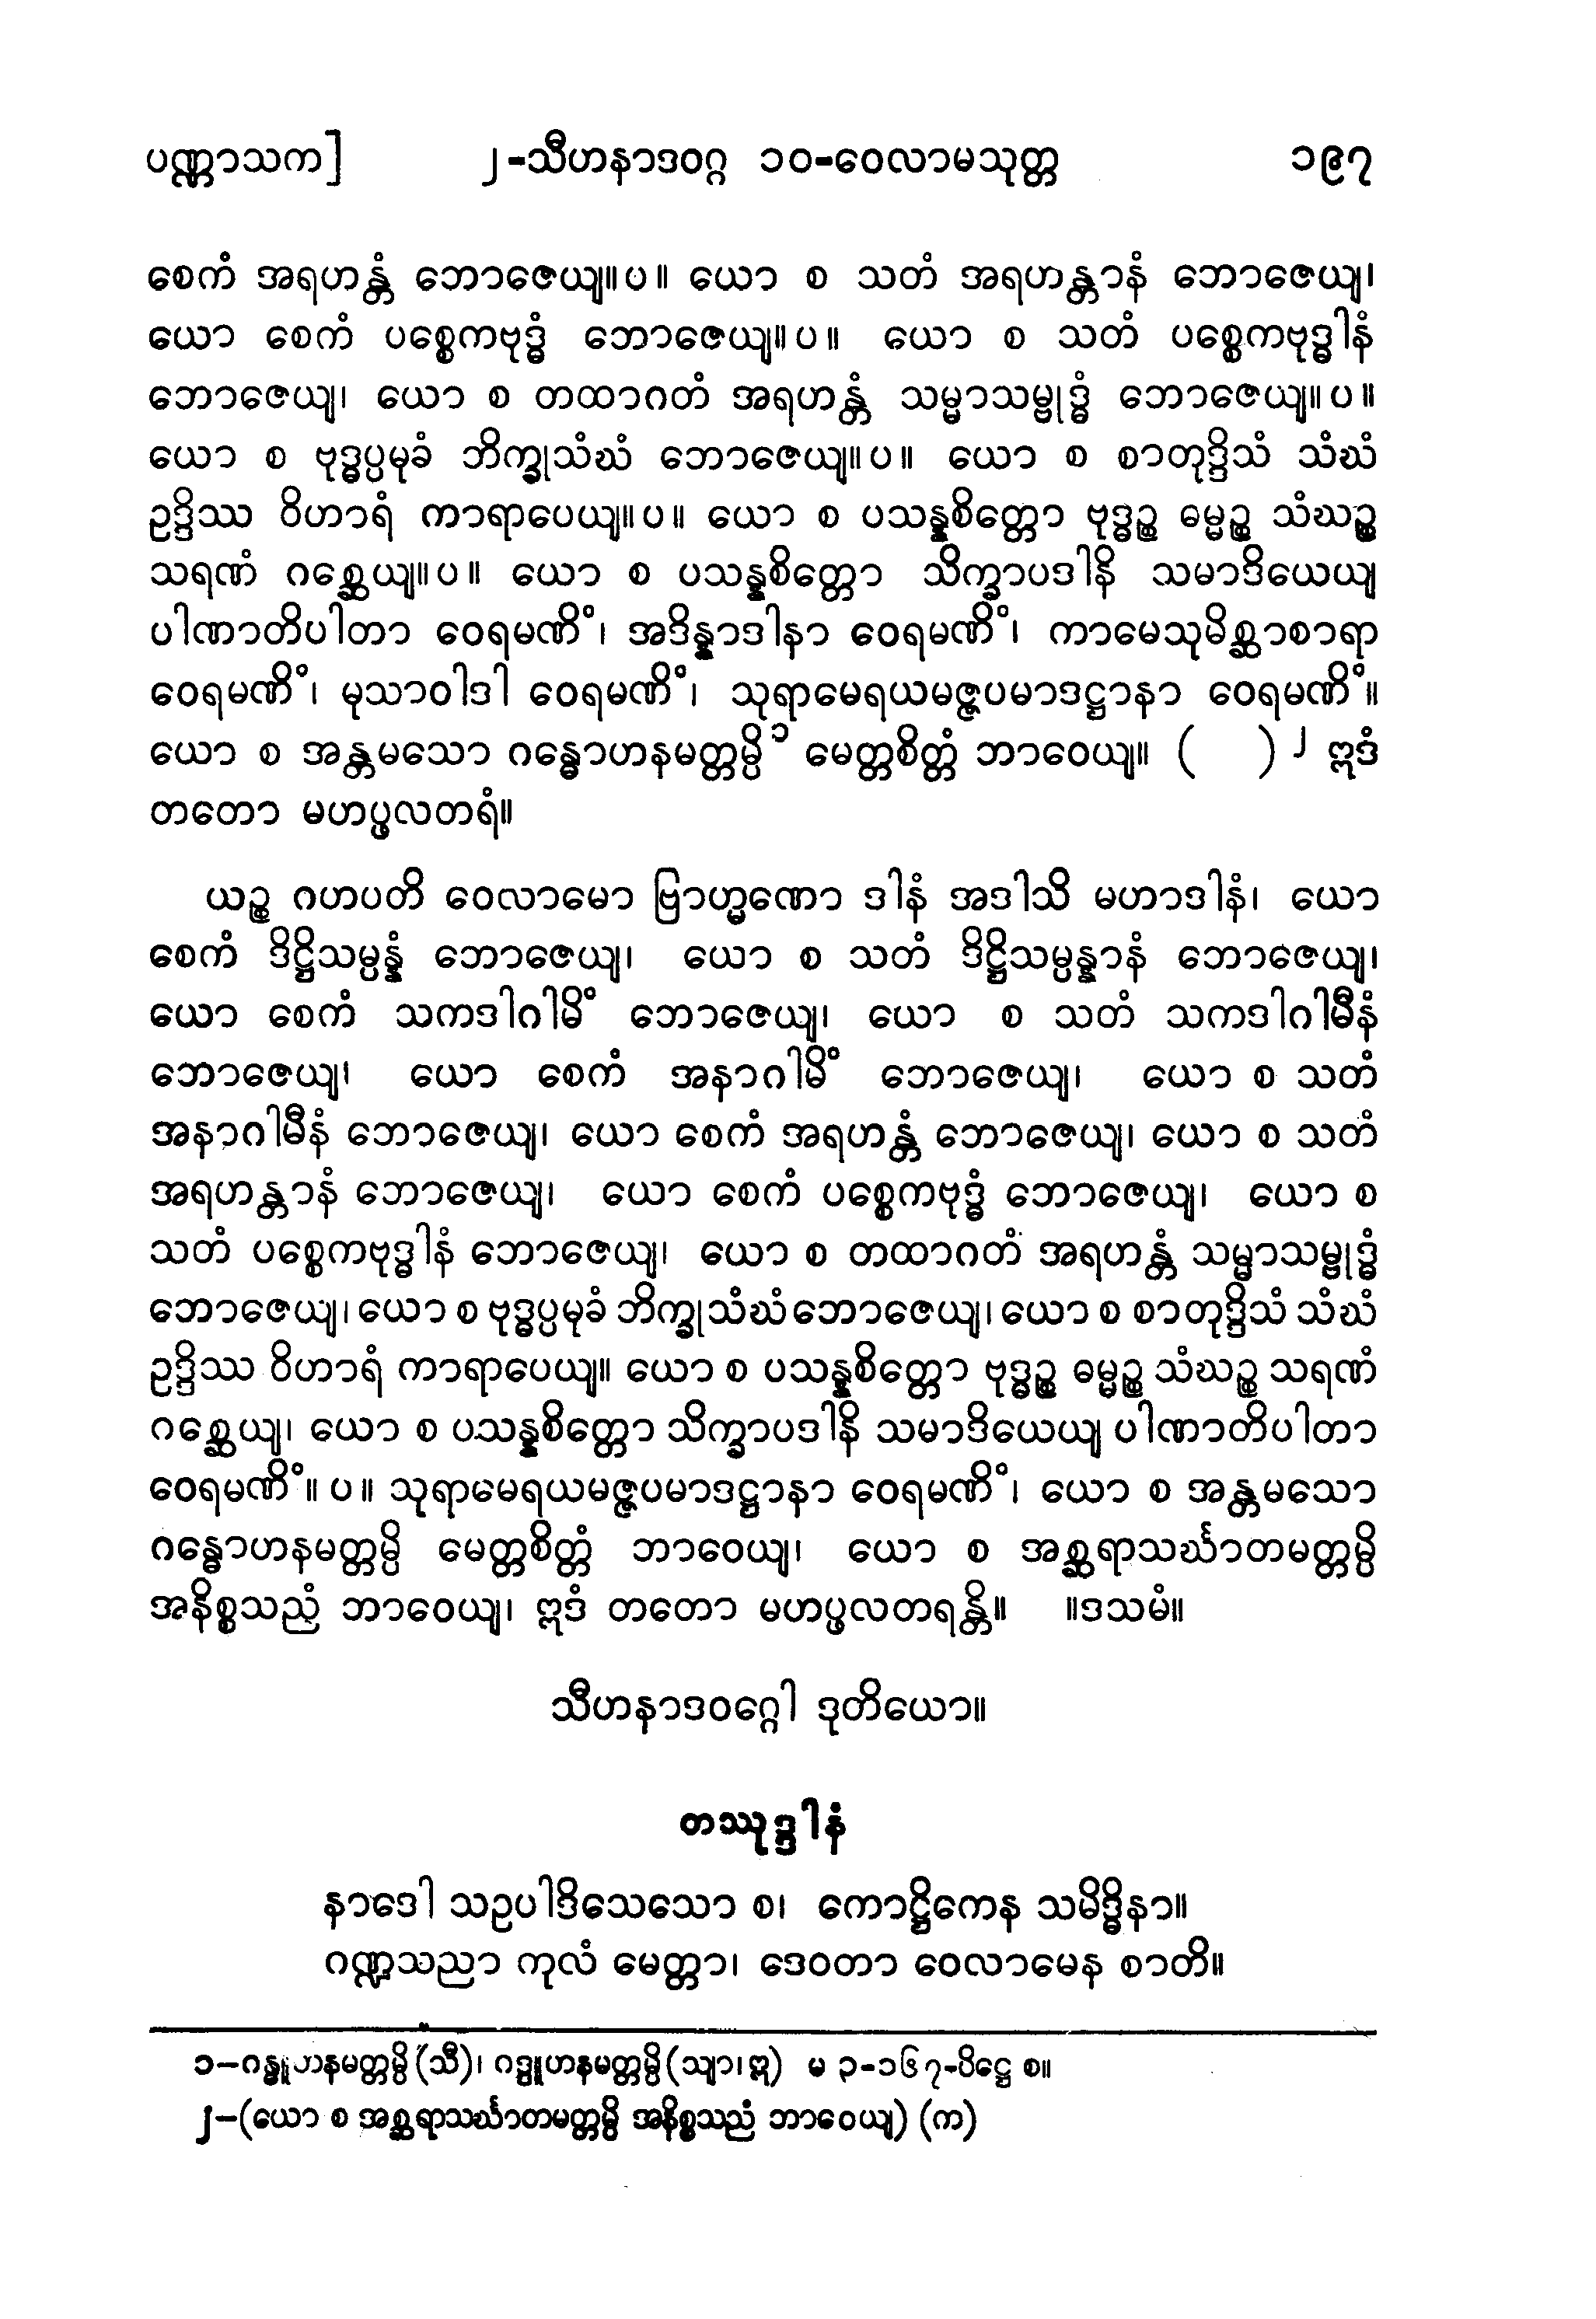 ပဏ္ဏာသက] ၂-သီဟနာဒဝဂ္ဂ ၁၀-ဝေလာမသုတ္တ ၁၉၇
စေကံ အရဟန္တံ ဘောဇေယျ။ပ။ ယော စ သတံ အရဟန္တာနံ ဘောဇေယျ၊
ယော စေကံ ပစ္စေကဗုဒ္ဓံ ဘောဇေယျ။ပ။ ယော စ သတံ ပစ္စေကဗုဒ္ဓါနံ
ဘောဇေယျ၊ ယော စ တထာဂတံ အရဟန္တံ သမ္မာသမ္ဗုဒ္ဓံ ဘောဇေယျ။ပ။
ယော စ ဗုဒ္ဓပ္ပမုခံ ဘိက္ခုသံဃံ ဘောဇေယျ။ပ။ ယော စ စာတုဒ္ဒိသံ သံဃံ
ဥဒ္ဒိဿ ဝိဟာရံ ကာရာပေယျ။ပ။ ယော စ ပသန္နစိတ္တော ဗုဒ္ဓဉ္စ ဓမ္မဉ္စ သံဃဉ္စ
သရဏံ ဂစ္ဆေယျ။ပ။ ယော စ ပသန္နစိတ္တော သိက္ခာပဒါနိ သမာဒိယေယျ
ပါဏာတိပါတာ ဝေရမဏိံ၊ အဒိန္နာဒါနာ ဝေရမဏိံ၊ ကာမေသုမိစ္ဆာစာရာ
ဝေရမဏိံ၊ မုသာဝါဒါ ဝေရမဏိံ၊ သုရာမေရယမဇ္ဇပမာဒဋ္ဌာနာ ဝေရမဏိံ။
ယော စ အန္တမသော ဂန္ဓောဟနမတ္တမ္ပိ ၁ မေတ္တစိတ္တံ ဘာဝေယျ။ ( ) ၂ ဣဒံ
တတော မဟပ္ဖလတရံ။
ယဉ္စ ဂဟပတိ ဝေလာမော ဗြာဟ္မဏော ဒါနံ အဒါသိ မဟာဒါနံ၊ ယော
စေကံ ဒိဋ္ဌိသမ္ပန္နံ ဘောဇေယျ၊ ယော စ သတံ ဒိဋ္ဌိသမ္ပန္နာနံ ဘောဇေယျ၊
ယော စေကံ သကဒါဂါမိံ ဘောဇေယျ၊ ယော စ သတံ သကဒါဂါမီနံ
ဘောဇေယျ၊ ယော စေကံ အနာဂါမိံ ဘောဇေယျ၊ ယော စ သတံ
အနာဂါမီနံ ဘောဇေယျ၊ ယော စေကံ အရဟန္တံ ဘောဇေယျ၊ ယော စ သတံ
အရဟန္တာနံ ဘောဇေယျ၊ ယော စေကံ ပစ္စေကဗုဒ္ဓံ ဘောဇေယျ၊ ယော စ
သတံ ပစ္စေကဗုဒ္ဓါနံ ဘောဇေယျ၊ ယော စ တထာဂတံ အရဟန္တံ သမ္မာသမ္ဗုဒ္ဓံ
ဘောဇေယျ၊ ယော စ ဗုဒ္ဓပ္ပမုခံ ဘိက္ခုသံဃံ ဘောဇေယျ၊ ယော စ စာတုဒ္ဒိသံ သံဃံ
ဥဒ္ဒိဿ ဝိဟာရံ ကာရာပေယျ။ ယော စ ပသန္နစိတ္တော ဗုဒ္ဓဉ္စ ဓမ္မဉ္စ သံဃဉ္စ သရဏံ
ဂစ္ဆေယျ၊ ယော စ ပသန္နစိတ္တော သိက္ခာပဒါနိ သမာဒိယေယျ ပါဏာတိပါတာ
ဝေရမဏိံ။ပ။ သုရာမေရယမဇ္ဇပမာဒဋ္ဌာနာ ဝေရမဏိံ၊ ယော စ အန္တမသော
ဂန္ဓောဟနမတ္တမ္ပိ မေတ္တစိတ္တံ ဘာဝေယျ၊ ယော စ အစ္ဆရာသင်္ဃာတမတ္တမ္ပိ
အနိစ္စသညံ ဘာဝေယျ၊ ဣဒံ တတော မဟပ္ဖလတရန္တိ။ ။ဒသမံ။
သီဟနာဒဝဂ္ဂေါ ဒုတိယော။
တဿုဒ္ဒါနံ
နာဒေါ သဥပါဒိသေသော စ၊ ကောဋ္ဌိကေန သမိဒ္ဓိနာ။
ဂဏ္ဍသညာ ကုလံ မေတ္တာ၊ ဒေဝတာ ဝေလာမေန စာတိ။
၁-ဂန္ဓူဟနမတ္တမ္ပိ (သီ)၊ ဂဒ္ဒူဟနမတ္တမ္ပိ (သျာ၊ ဣ) မ ၃-၁၆၇-ပိဋ္ဌေ စ။
၂-(ယော စ အစ္ဆရာသင်္ဃာတမတ္တမ္ပိ အနိစ္စသညံ ဘာဝေယျ) (က)